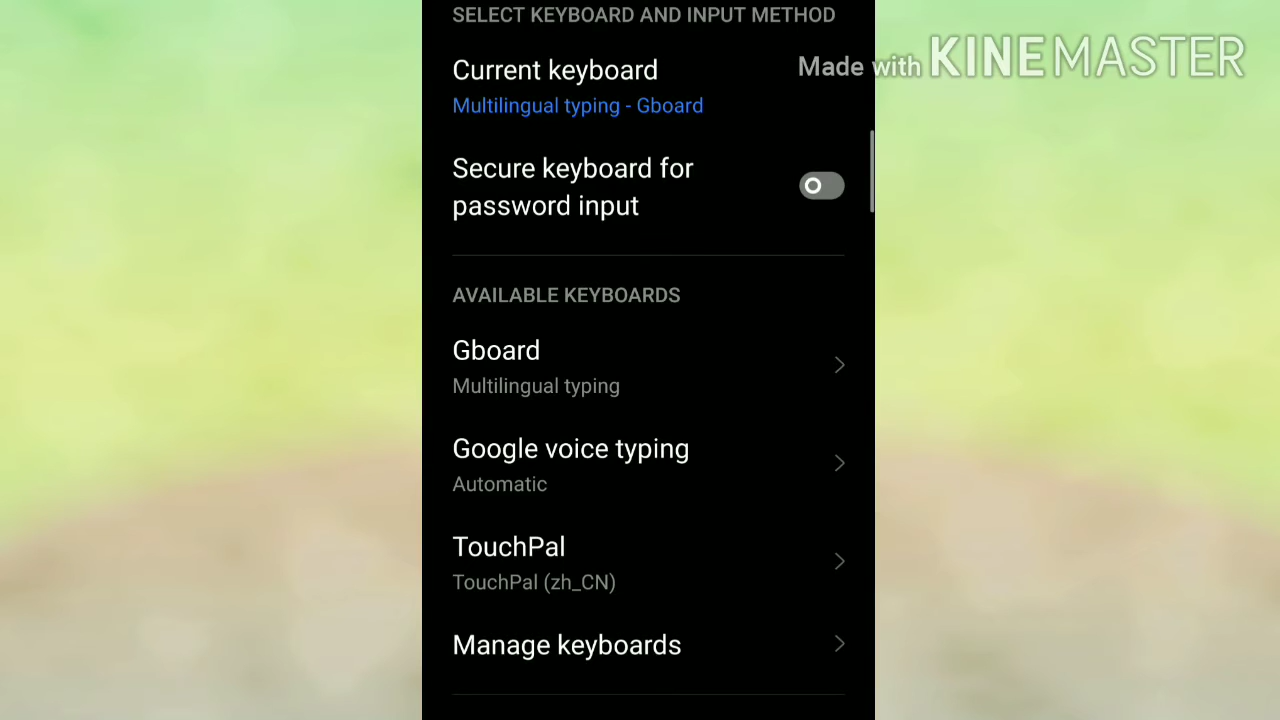 SELECT KEYBOARD AND INPUT METHOD
Made with KINEMASTER
Current keyboard
Multilingual typing - Gboard
Secure keyboard for
password input
AVAILABLE KEYBOARDS
Gboard
Multilingual typing
Google voice typing
Automatic
TouchPal
TouchPal (zh_CN)
Manage keyboards